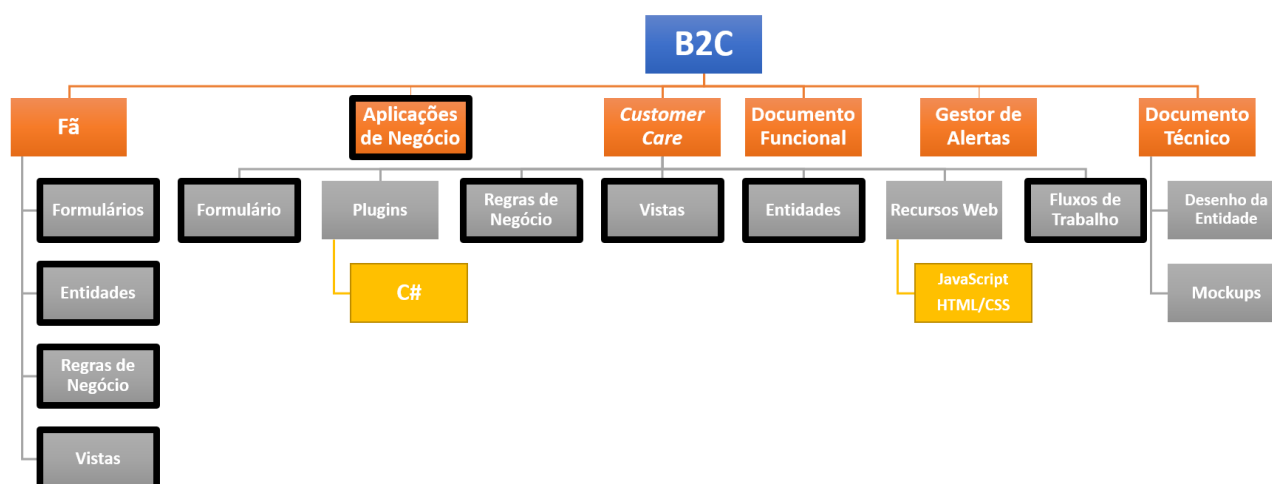 B2C
Fã
Aplicações
de Negócio
Customer
Care
Documento
Funcional
Gestor de
Alertas
Documento
Técnico
Formulários
Entidades
Regras de
Negócio
Vistas
Formulário
Plugins
C#
Regras de
Negócio
Vistas
Entidades
Recursos Web
JavaScript
HTML/CSS
Fluxos de
Trabalho
Desenho da
Entidade
Mockups